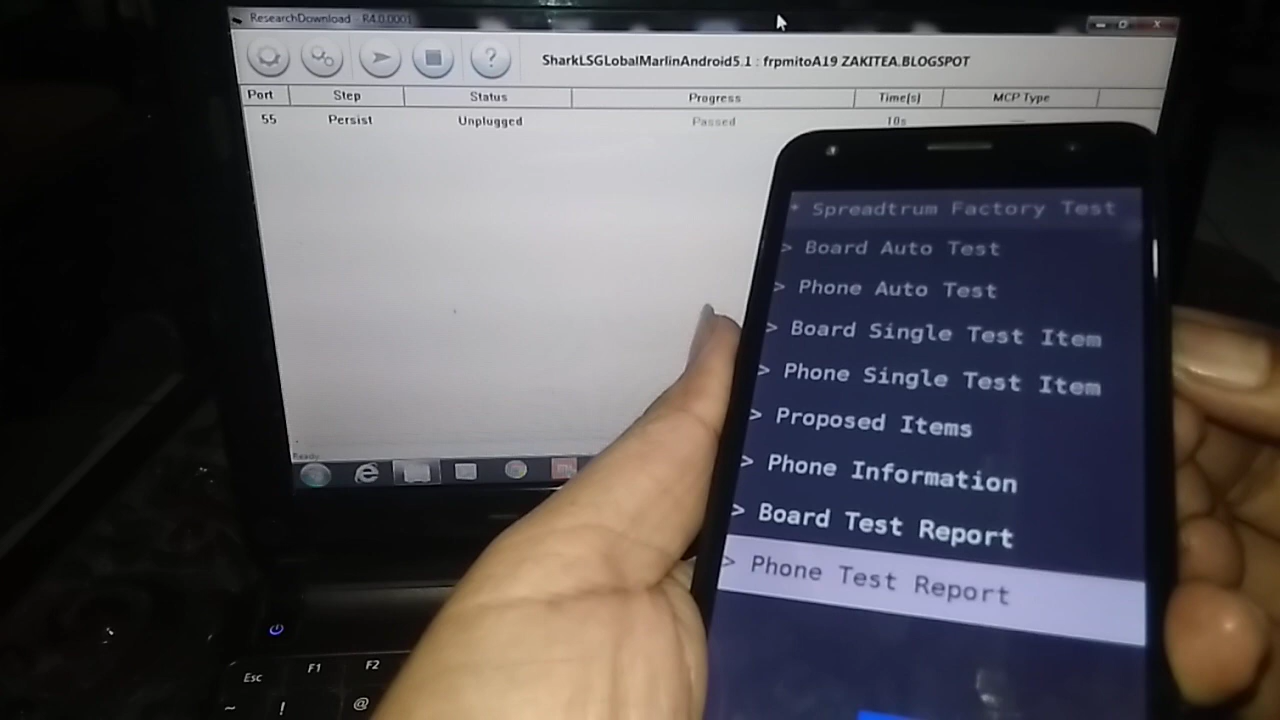 ResearchDownload - R4.0.0001
SharkLSGLobalMarlinAndroid5.1 : frpmitoA19 ZAKITEA.BLOGSPOT
Port Step Status Progress Time(s) MCP Type
55 Persist Unplugged Passed 10s
Ready
* Spreadtrum Factory Test
> Board Auto Test
> Phone Auto Test
> Board Single Test Item
> Phone Single Test Item
> Proposed Items
> Phone Information
> Board Test Report
> Phone Test Report
Esc F1 F2
~ ! @